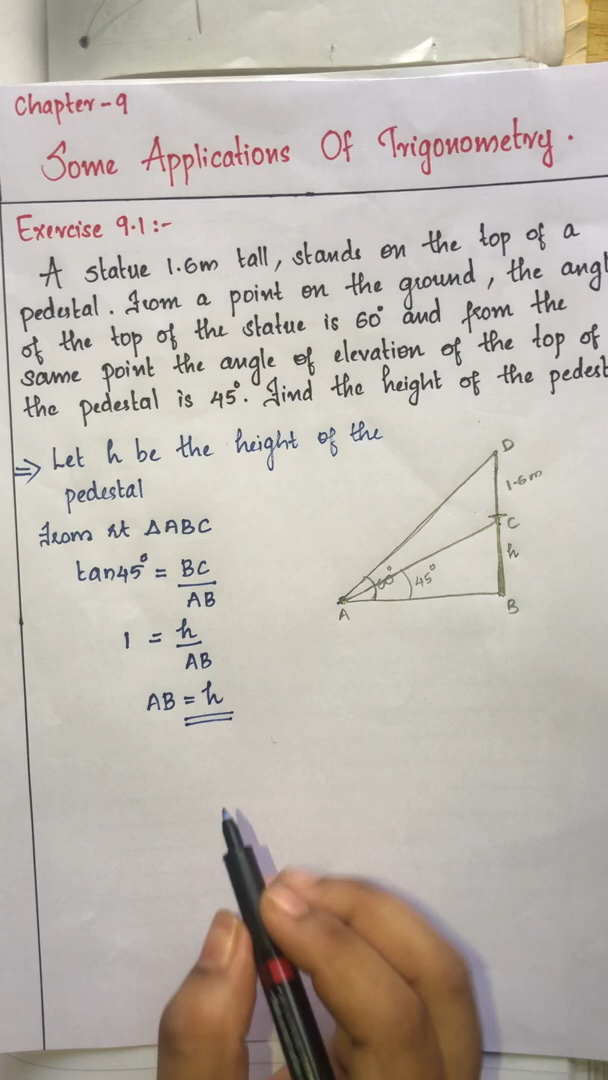 Chapter-9
Some Applications Of Trigonometry.
Exercise 9.1:-
A statue 1.6m tall, stands on the top of a
pedestal. From a point on the ground, the angl
of the top of the statue is 60° and from the
same point the angle of elevation of the top of
the pedestal is 45°. Find the height of the pedest
⇒ Let h be the height of the
pedestal
From rt ΔABC
tan45° = BC
AB
1 = h
AB
AB = h
D
1.6m
C
h
60°
45°
A
B